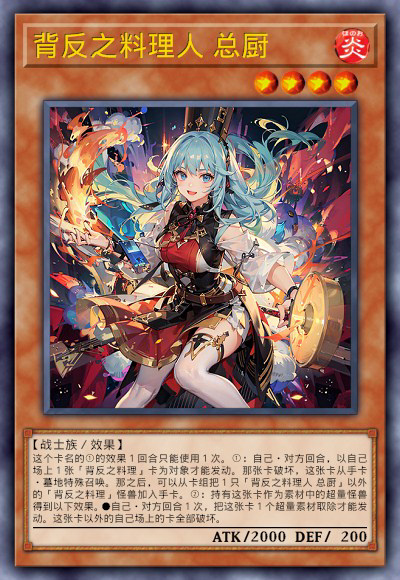 背反之料理人 总厨
ほのお
炎
【战士族／效果】
这个卡名的①的效果1回合只能使用1次。①：自己·对方回合，以自己
场上1张「背反之料理」卡为对象才能发动。那张卡破坏，这张卡从手卡
·墓地特殊召唤。那之后，可以从卡组把1只「背反之料理人 总厨」以外
的「背反之料理」怪兽加入手卡。②：持有这张卡作为素材中的超量怪兽
得到以下效果。●自己·对方回合1次，把这张卡1个超量素材取除才能发
动。这张卡以外的自己场上的卡全部破坏。
ATK/2000 DEF/ 200